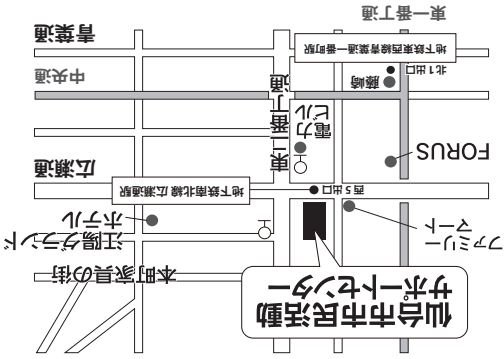 仙台市市民活動
サポートセンター
本町家具の街
ファミリー
マート
江陽グランド
ホテル
西5出口
地下鉄南北線広瀬通駅
広瀬通
FORUS
電力
ビル
東二番丁通
藤崎
北1出口
中央通
地下鉄東西線青葉通一番町駅
青葉通
東一番丁通